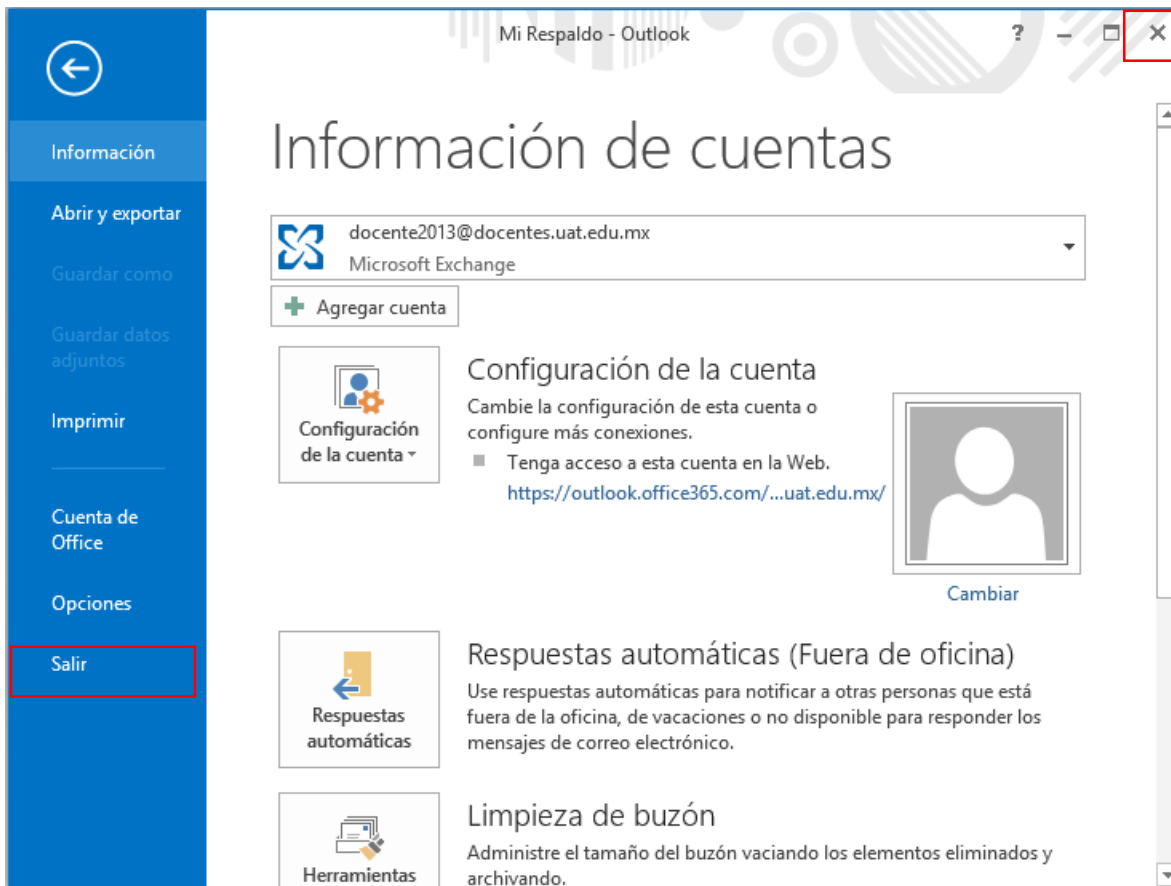 Mi Respaldo - Outlook
?
Información
Abrir y exportar
Guardar como
Guardar datos
adjuntos
Imprimir
Cuenta de
Office
Opciones
Salir
Información de cuentas
docente2013@docentes.uat.edu.mx
Microsoft Exchange
Agregar cuenta
Configuración
de la cuenta
Configuración de la cuenta
Cambie la configuración de esta cuenta o
configure más conexiones.
Tenga acceso a esta cuenta en la Web.
https://outlook.office365.com/...uat.edu.mx/
Cambiar
Respuestas
automáticas
Respuestas automáticas (Fuera de oficina)
Use respuestas automáticas para notificar a otras personas que está
fuera de la oficina, de vacaciones o no disponible para responder los
mensajes de correo electrónico.
Herramientas
Limpieza de buzón
Administre el tamaño del buzón vaciando los elementos eliminados y
archivando.